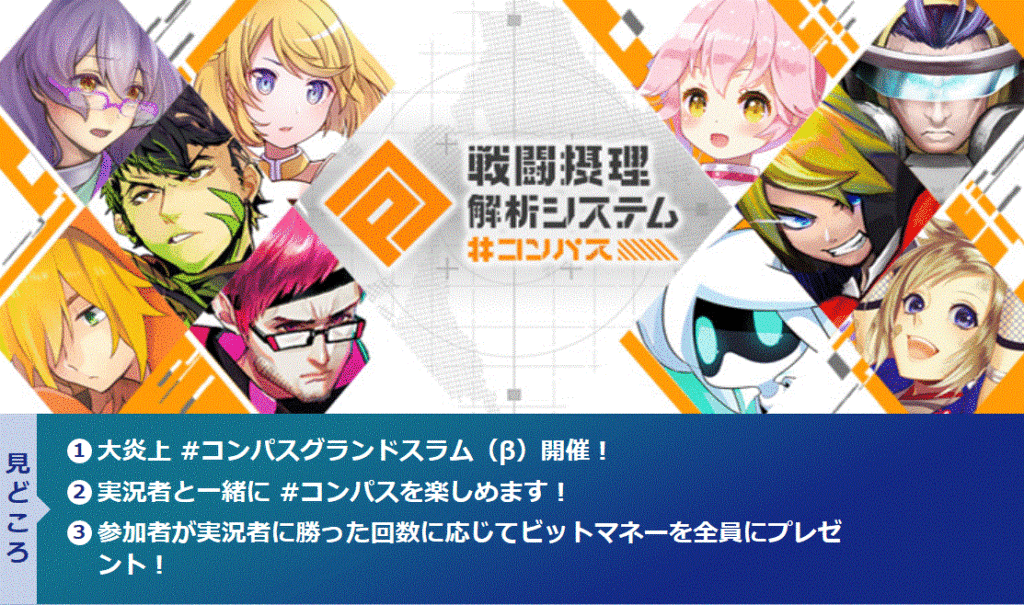 戦闘摂理
解析システム
#コンパス
見どころ
❶ 大炎上 #コンパスグランドスラム（β）開催！
❷ 実況者と一緒に #コンパスを楽しめます！
❸ 参加者が実況者に勝った回数に応じてビットマネーを全員にプレゼ
ント！